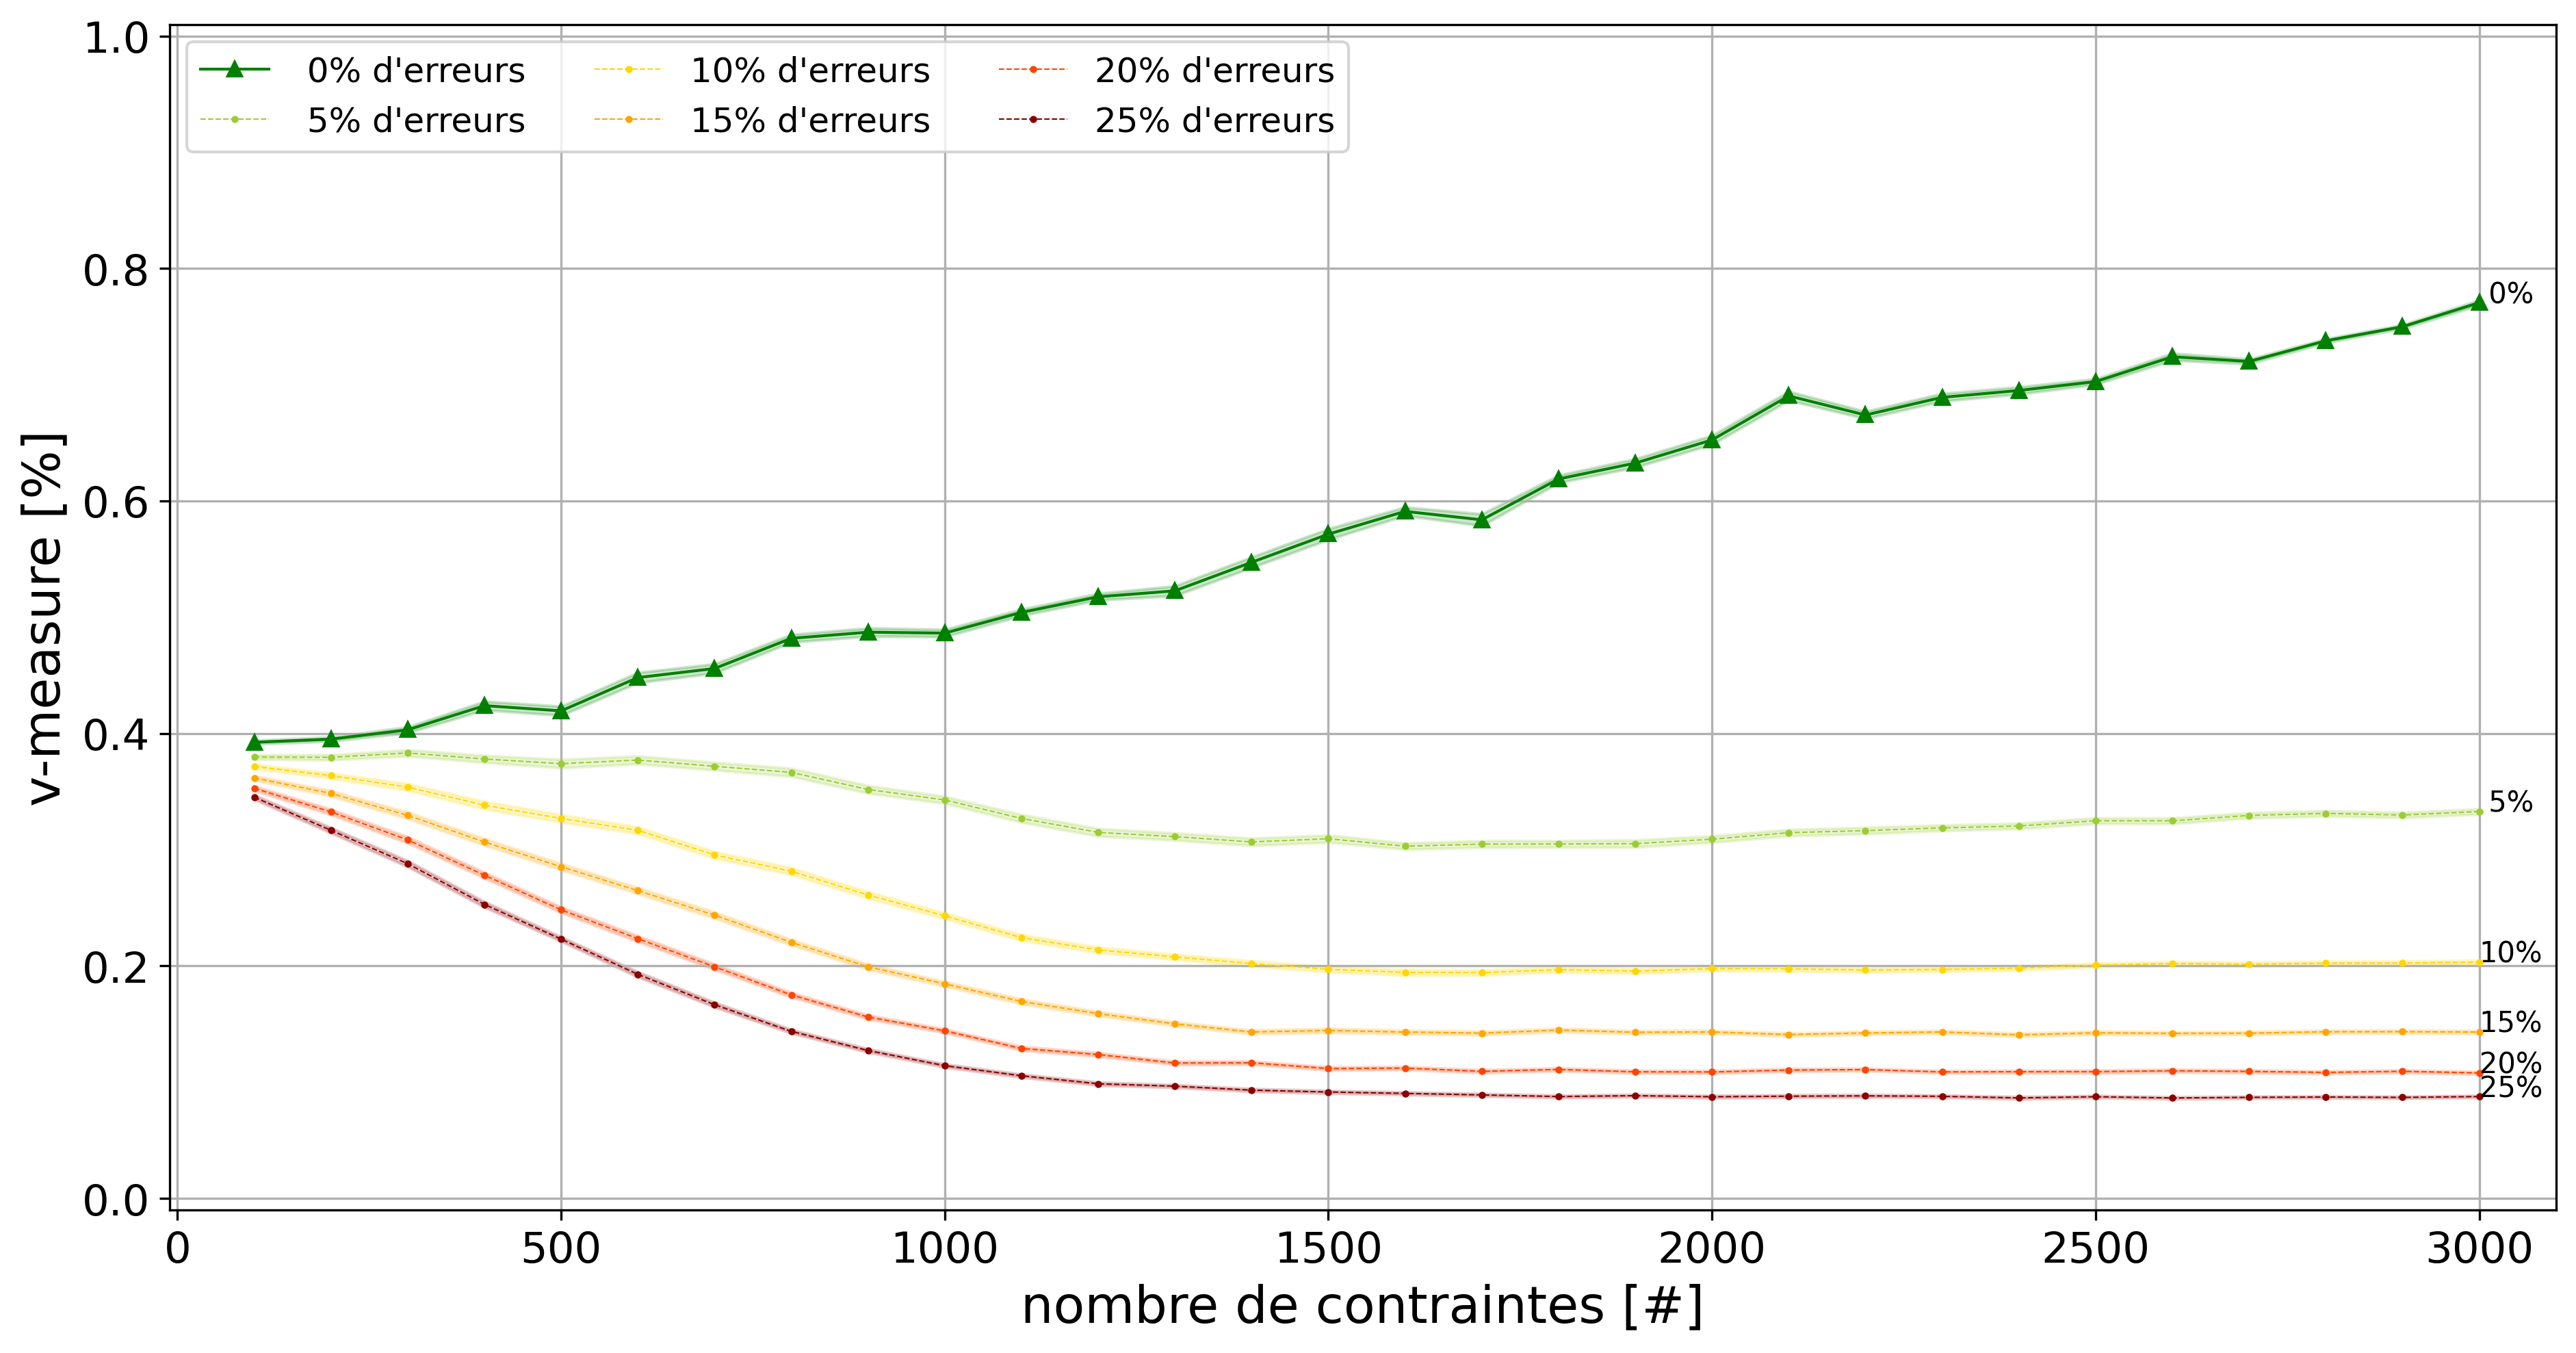 0% d'erreurs
5% d'erreurs
10% d'erreurs
15% d'erreurs
20% d'erreurs
25% d'erreurs
v-measure [%]
1.0
0.8
0.6
0.4
0.2
0.0
0%
5%
10%
15%
20%
25%
0 500 1000 1500 2000 2500 3000
nombre de contraintes [#]